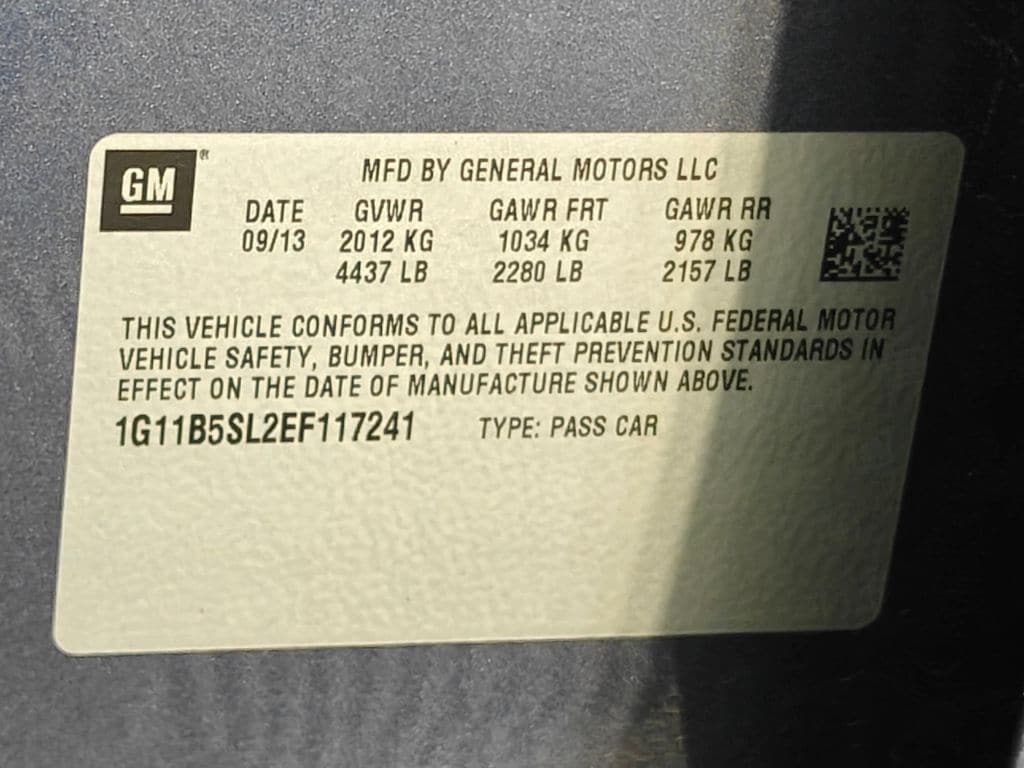 GM®
MFD BY GENERAL MOTORS LLC
DATE GVWR GAWR FRT GAWR RR
09/13 2012 KG 1034 KG 978 KG
4437 LB 2280 LB 2157 LB
THIS VEHICLE CONFORMS TO ALL APPLICABLE U.S. FEDERAL MOTOR
VEHICLE SAFETY, BUMPER, AND THEFT PREVENTION STANDARDS IN
EFFECT ON THE DATE OF MANUFACTURE SHOWN ABOVE.
1G11B5SL2EF117241 TYPE: PASS CAR